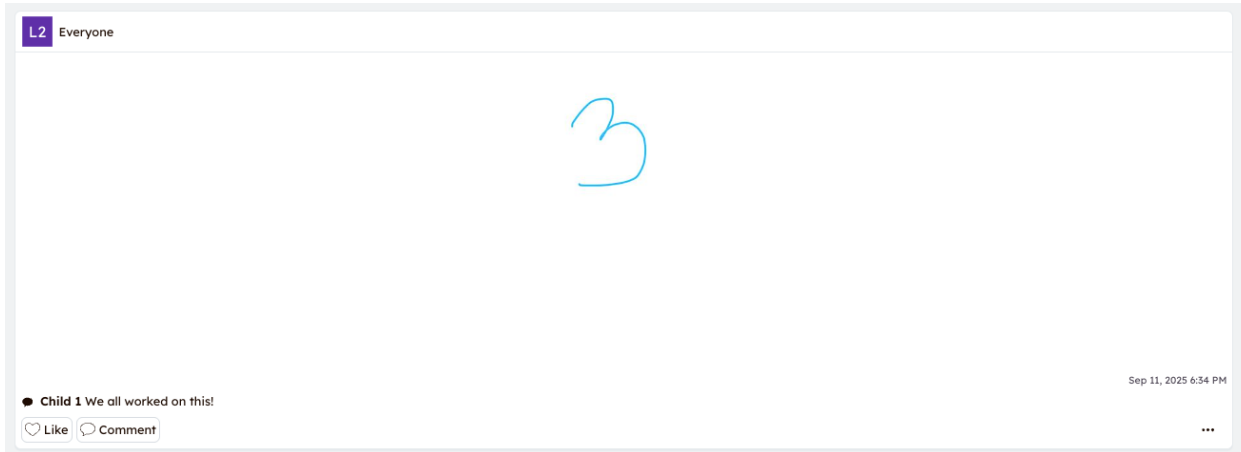 L2 Everyone
3
Sep 11, 2025 6:34 PM
Child 1 We all worked on this!
Like Comment